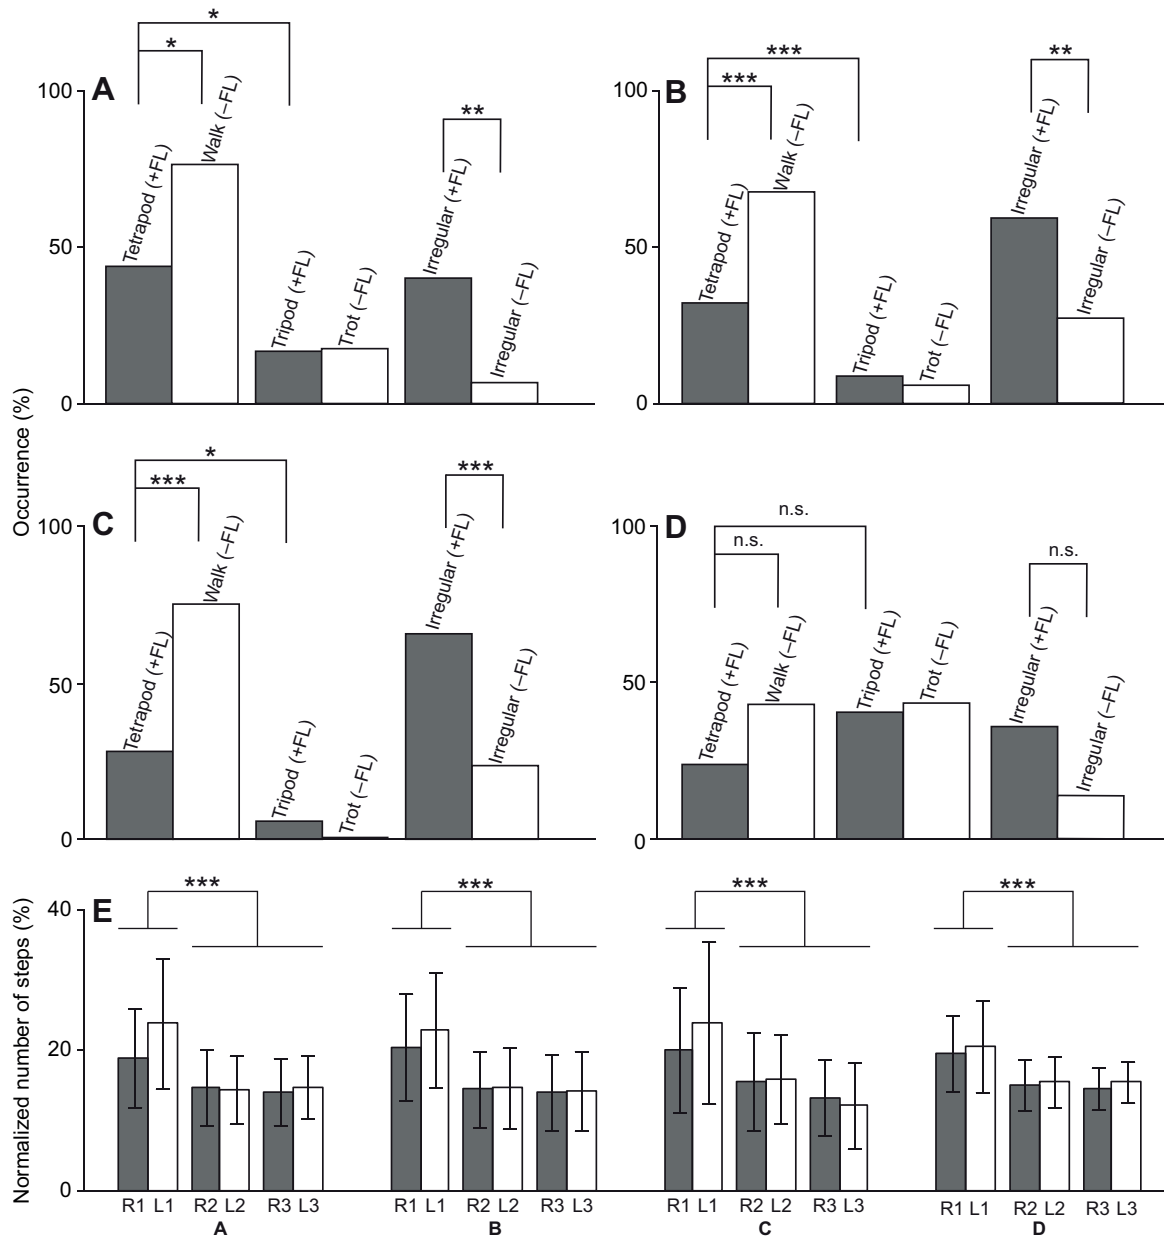 *
*
100
A
Walk (–FL)
Tetrapod (+FL)
**
Irregular (+FL)
50
Tripod (+FL)
Trot (–FL)
Irregular (–FL)
0
***
***
100
B
Walk (–FL)
Tetrapod (+FL)
**
Irregular (+FL)
50
Tripod (+FL)
Trot (–FL)
Irregular (–FL)
0
Occurrence (%)
*
***
100
C
Walk (–FL)
Tetrapod (+FL)
***
Irregular (+FL)
50
Tripod (+FL)
Trot (–FL)
Irregular (–FL)
0
n.s.
n.s.
100
D
Walk (–FL)
Tetrapod (+FL)
Tripod (+FL)
Trot (–FL)
n.s.
Irregular (+FL)
Irregular (–FL)
50
0
Normalized number of steps (%)
40
E
*** *** *** ***
20
0
R1 L1 R2 L2 R3 L3 R1 L1 R2 L2 R3 L3 R1 L1 R2 L2 R3 L3 R1 L1 R2 L2 R3 L3
A B C D